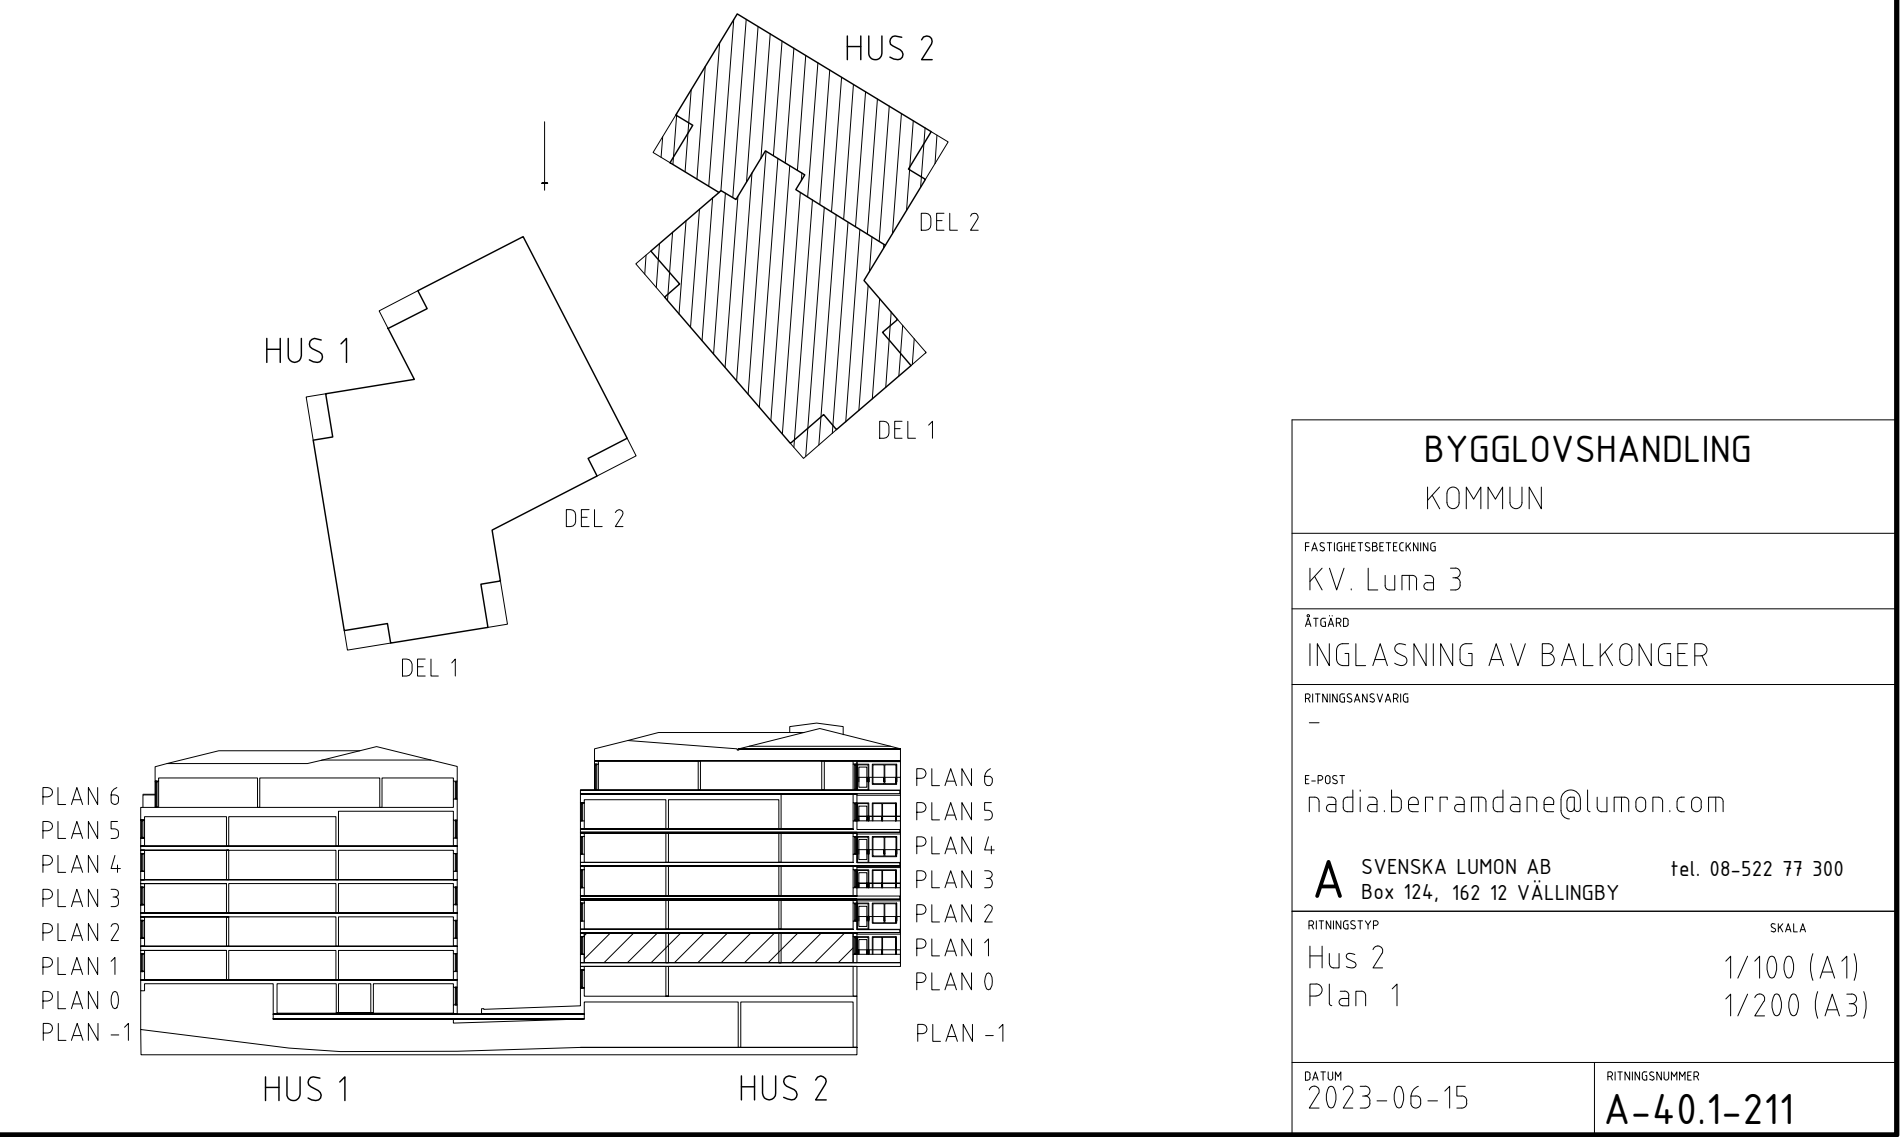 HUS 2
DEL 2
HUS 1
DEL 1
DEL 2
DEL 1
PLAN 6
PLAN 5
PLAN 4
PLAN 3
PLAN 2
PLAN 1
PLAN 0
PLAN -1
PLAN 6
PLAN 5
PLAN 4
PLAN 3
PLAN 2
PLAN 1
PLAN 0
PLAN -1
HUS 1
HUS 2
BYGGLOVSHANDLING
KOMMUN
FASTIGHETSBETECKNING
KV. Luma 3
ÅTGÄRD
INGLASNING AV BALKONGER
RITNINGSANSVARIG
-
E-POST
nadia.berramdane@lumon.com
A SVENSKA LUMON AB tel. 08-522 77 300
Box 124, 162 12 VÄLLINGBY
RITNINGSTYP SKALA
Hus 2 1/100 (A1)
Plan 1 1/200 (A3)
DATUM RITNINGSNUMMER
2023-06-15 A-40.1-211